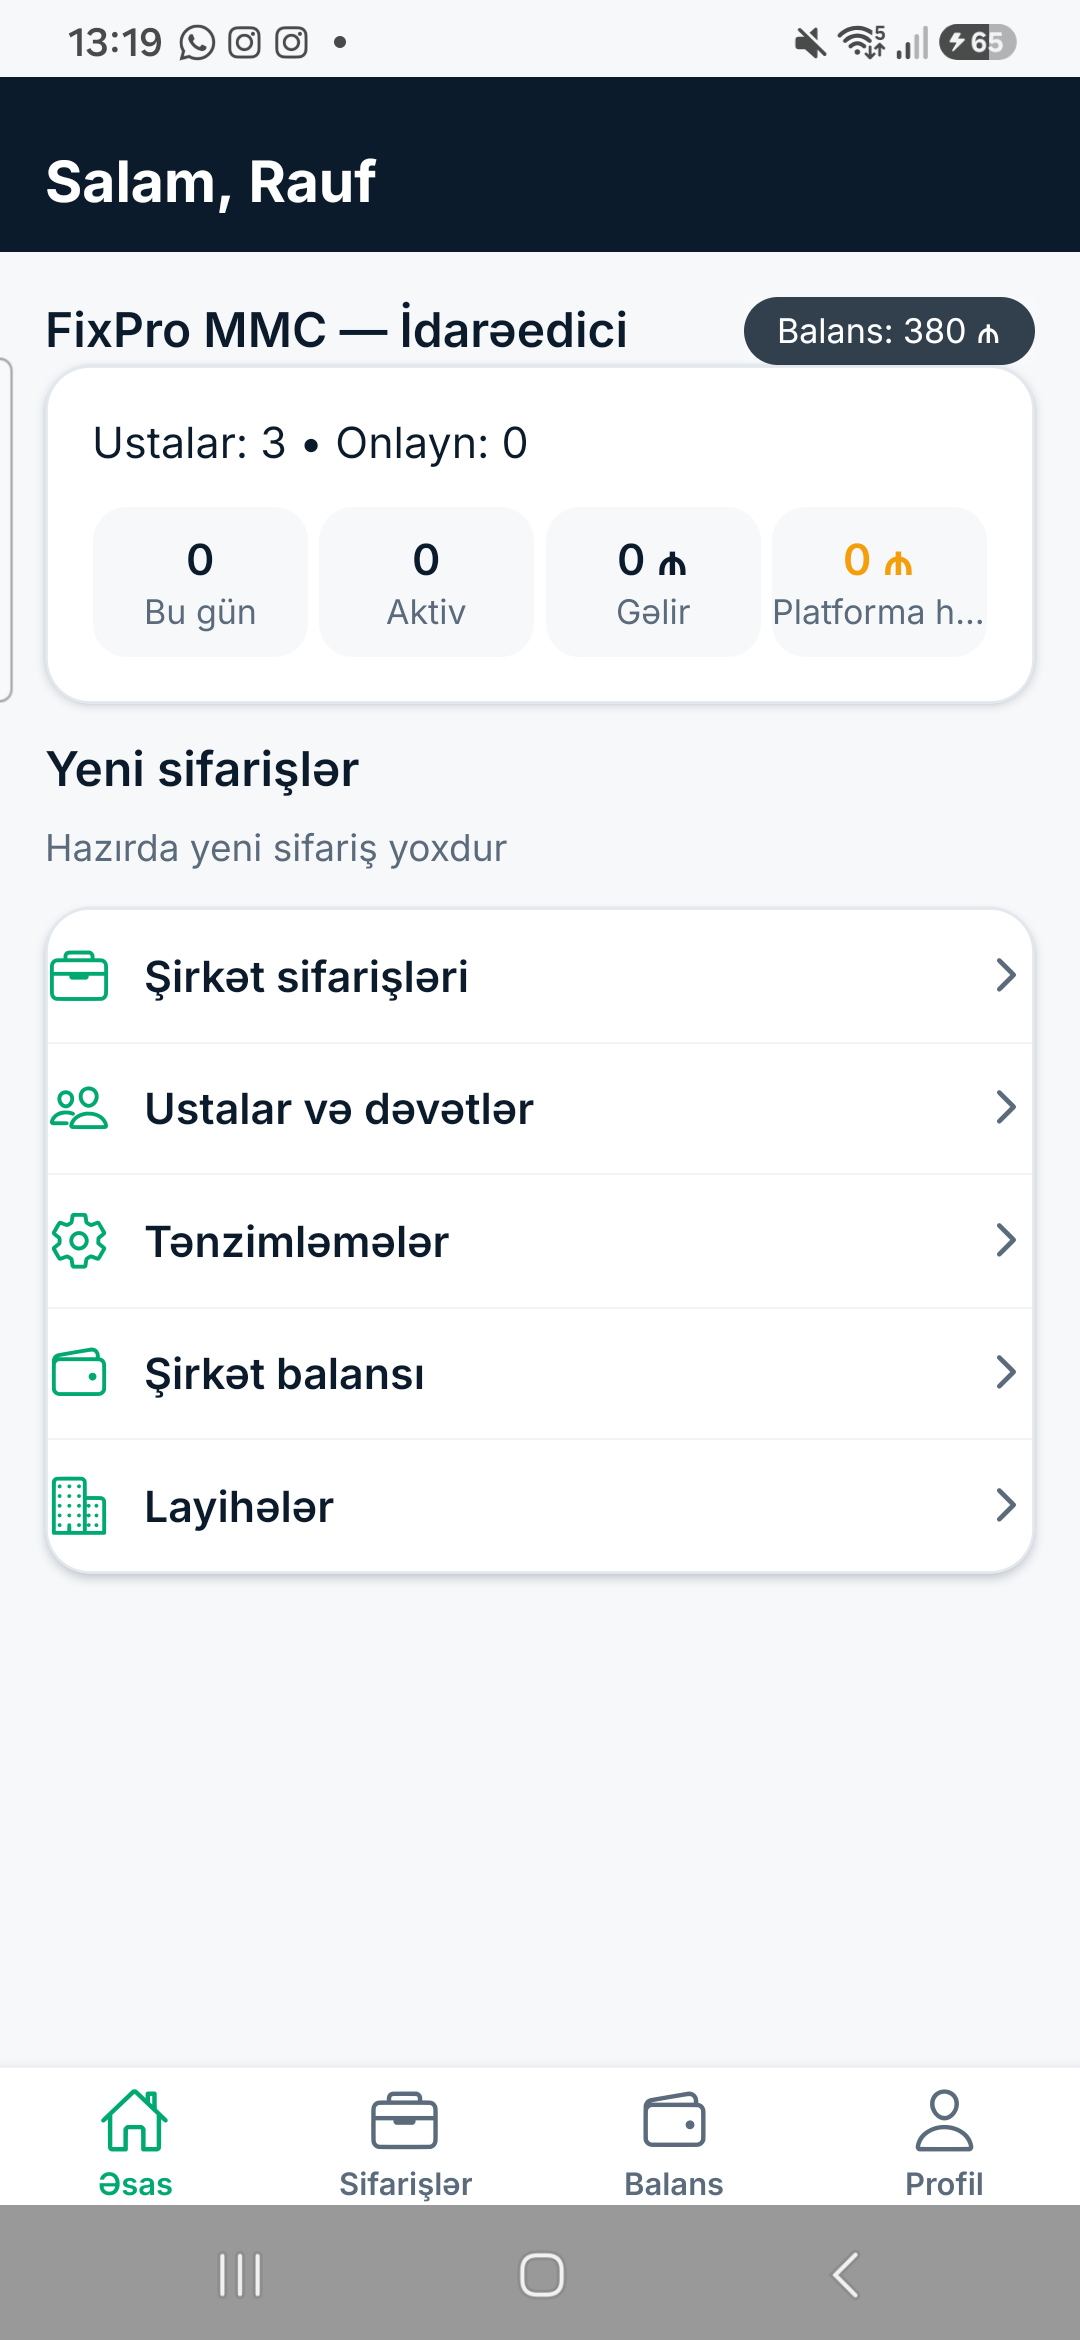 13:19
5
65
Salam, Rauf
FixPro MMC — İdarəedici
Balans: 380 ₼
Ustalar: 3 • Onlayn: 0
0
Bu gün
0
Aktiv
0 ₼
Gəlir
0 ₼
Platforma h...
Yeni sifarişlər
Hazırda yeni sifariş yoxdur
Şirkət sifarişləri
Ustalar və dəvətlər
Tənzimləmələr
Şirkət balansı
Layihələr
Əsas
Sifarişlər
Balans
Profil